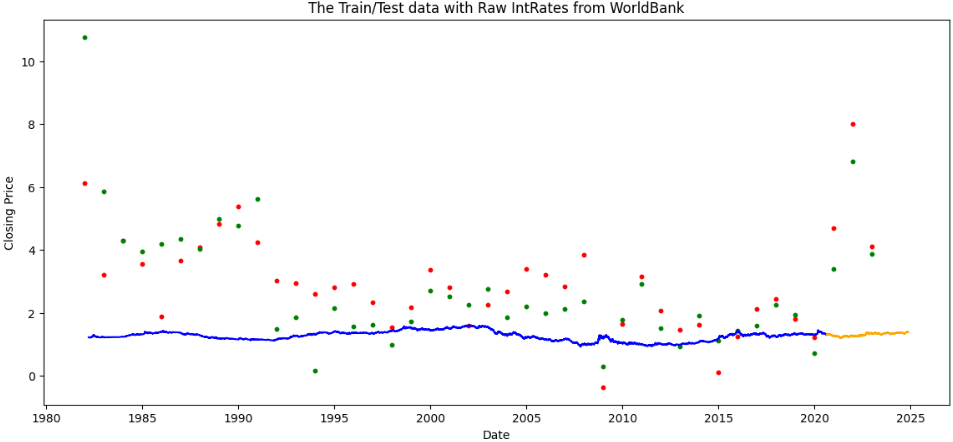 The Train/Test data with Raw IntRates from WorldBank
Closing Price
10
8
6
4
2
0
1980 1985 1990 1995 2000 2005 2010 2015 2020 2025
Date